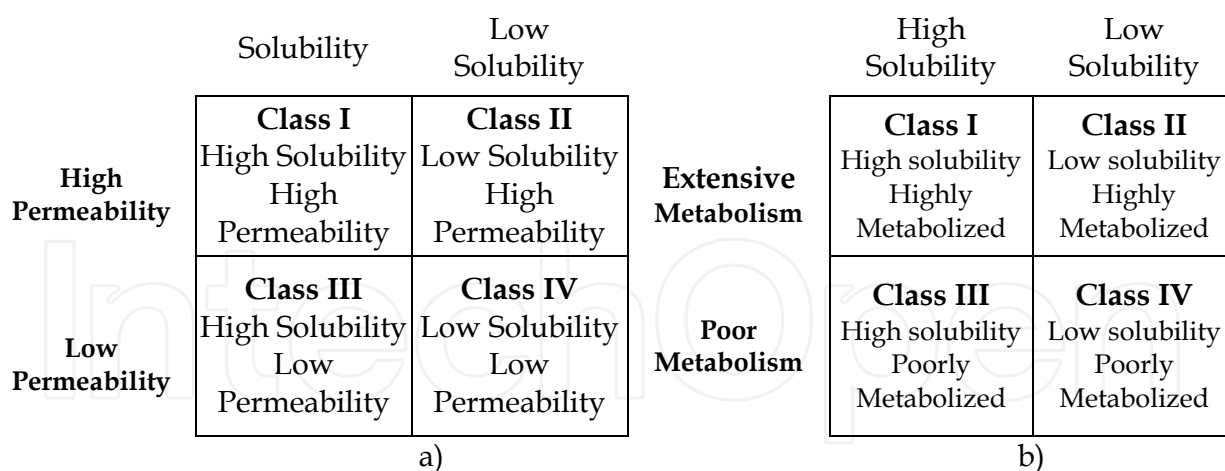 Solubility
Low
Solubility
High
Permeability
Class I
High Solubility
High
Permeability
Class II
Low Solubility
High
Permeability
Low
Permeability
Class III
High Solubility
Low
Permeability
Class IV
Low Solubility
Low
Permeability
a)
High
Solubility
Low
Solubility
Extensive
Metabolism
Class I
High solubility
Highly
Metabolized
Class II
Low solubility
Highly
Metabolized
Poor
Metabolism
Class III
High solubility
Poorly
Metabolized
Class IV
Low solubility
Poorly
Metabolized
b)
IntechOpen